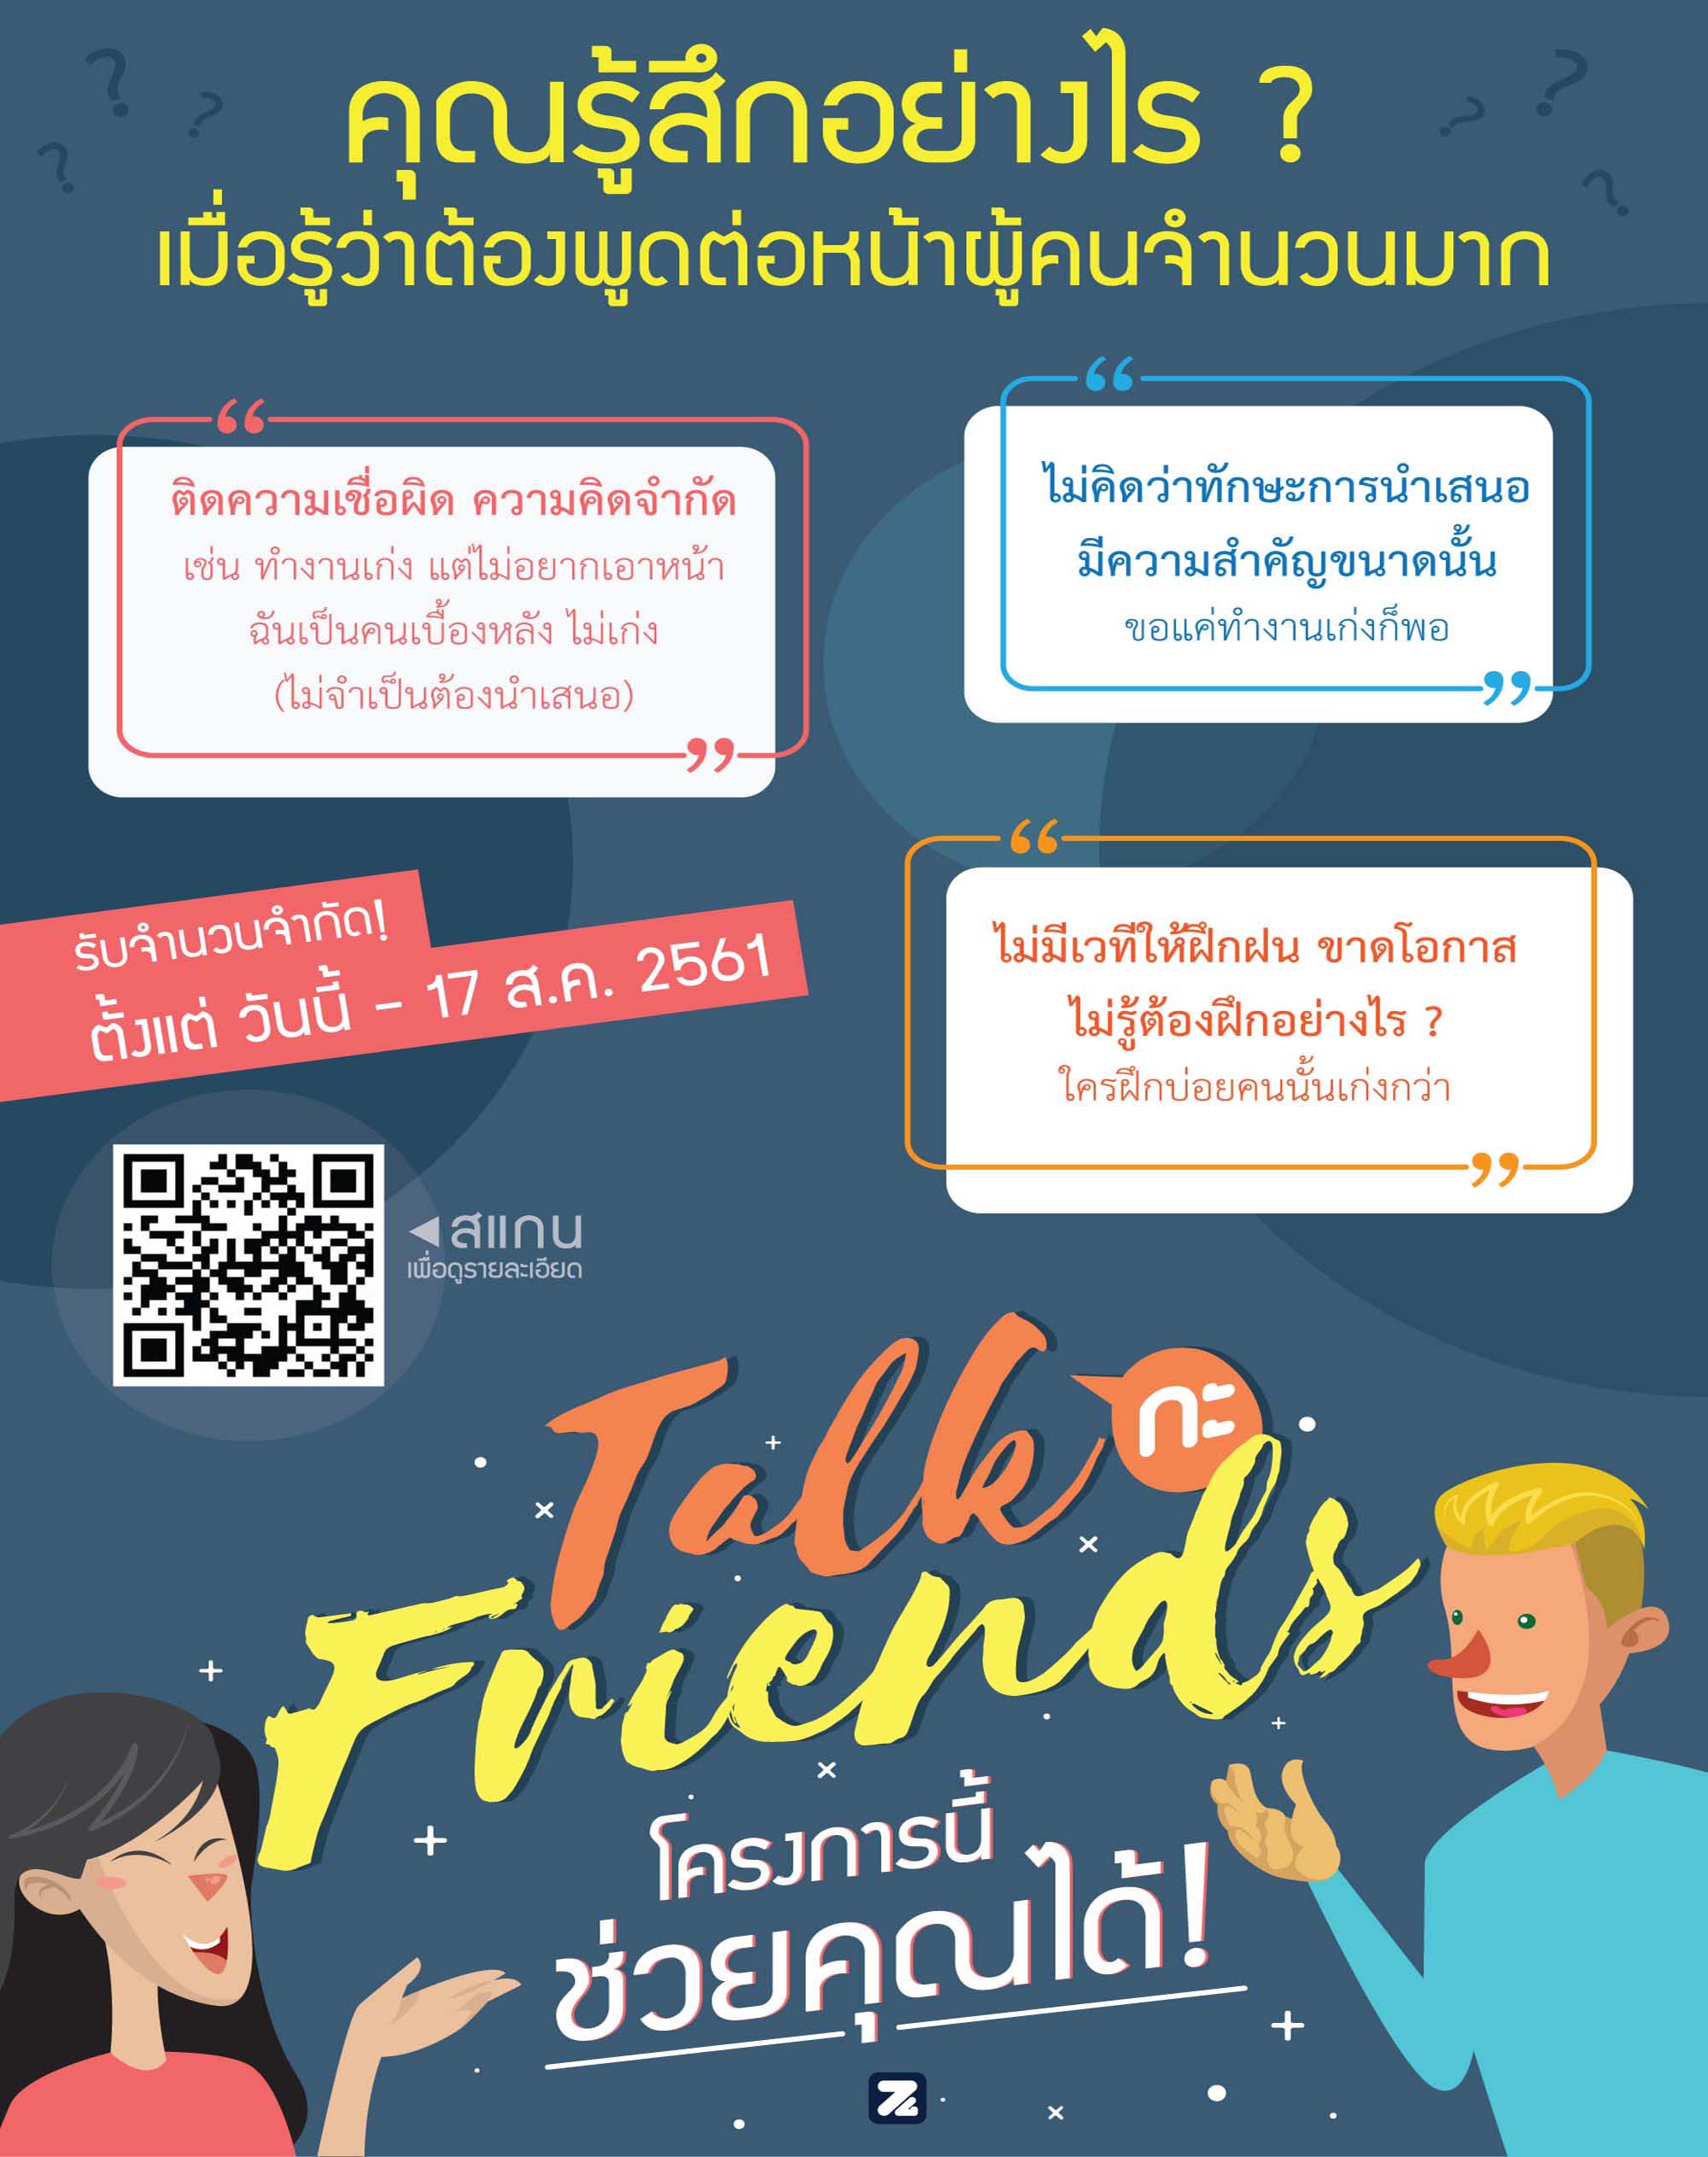 คุณรู้สึกอย่างไร ?
เมื่อรู้ว่าต้องพูดต่อหน้าผู้คนจำนวนมาก
“
ติดความเชื่อผิด ความคิดจำกัด
เช่น ทำงานเก่ง แต่ไม่อยากเอาหน้า
ฉันเป็นคนเบื้องหลัง ไม่เก่ง
(ไม่จำเป็นต้องนำเสนอ)
”
“
ไม่คิดว่าทักษะการนำเสนอ
มีความสำคัญขนาดนั้น
ขอแค่ทำงานเก่งก็พอ
”
“
ไม่มีเวทีให้ฝึกฝน ขาดโอกาส
ไม่รู้ต้องฝึกอย่างไร ?
ใครฝึกบ่อยคนนั้นเก่งกว่า
”
รับจำนวนจำกัด!
ตั้งแต่ วันนี้ - 17 ส.ค. 2561
สแกน
เพื่อดูรายละเอียด
Talk กะ
Friends
โครงการนี้
ช่วยคุณได้!